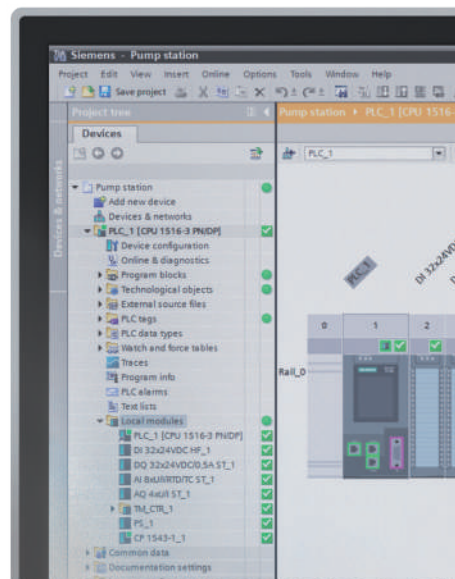 Siemens - Pump station
Project Edit View Insert Online Options Tools Window Help
Save project
Project tree
Pump station PLC_1 [CPU 1516-
Devices
Devices & networks
PLC_1
Pump station
Add new device
Devices & networks
PLC_1 [CPU 1516-3 PN/DP]
Device configuration
Online & diagnostics
Program blocks
Technological objects
External source files
PLC tags
PLC data types
Watch and force tables
Traces
Program info
PLC alarms
Text lists
Local modules
PLC_1 [CPU 1516-3 PN/DP]
DI 32x24VDC HF_1
DQ 32x24VDC/0.5A ST_1
AI 8xU/I/RTD/TC ST_1
AQ 4xU/I ST_1
TM_CTR_1
PS_1
CP 1543-1_1
Common data
Documentation settings
PLC_1
DI 32x24VD
0 1 2
Rail_0
SIEMENS